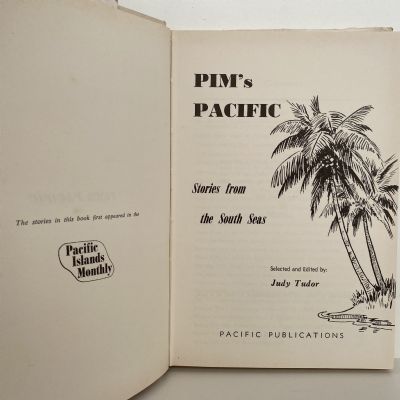 The stories in this book first appeared in the
Pacific
Islands
Monthly
PIM's
PACIFIC
Stories from
the South Seas
Selected and Edited by:
Judy Tudor
PACIFIC PUBLICATIONS